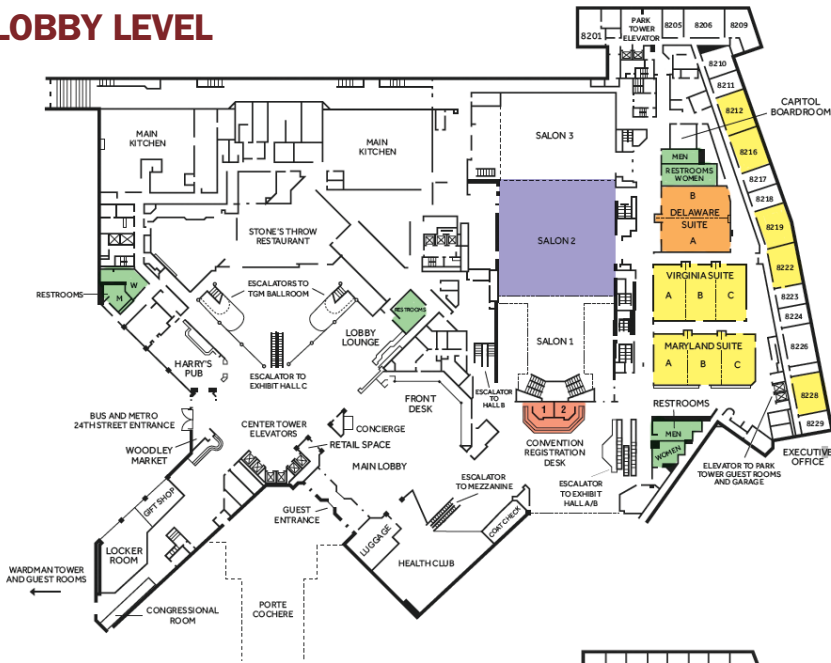 LOBBY LEVEL
8201
PARK
TOWER
ELEVATOR
8205
8206
8209
8210
8211
8212
8216
8217
8218
8219
8222
8223
8224
8226
8228
8229
CAPITOL
BOARDROOM
MAIN
KITCHEN
MAIN
KITCHEN
SALON 3
MEN
RESTROOMS
WOMEN
B
DELAWARE
SUITE
A
STONE'S THROW
RESTAURANT
SALON 2
VIRGINIA SUITE
A
B
C
RESTROOMS
W
M
ESCALATORS TO
TGM BALLROOM
RESTROOMS
LOBBY
LOUNGE
SALON 1
MARYLAND SUITE
A
B
C
HARRY'S
PUB
ESCALATOR TO
EXHIBIT HALL C
FRONT
DESK
ESCALATOR
TO
HALL B
1
2
CONVENTION
REGISTRATION
DESK
RESTROOMS
MEN
WOMEN
BUS AND METRO
24TH STREET ENTRANCE
CENTER TOWER
ELEVATORS
CONCIERGE
RETAIL SPACE
WOODLEY
MARKET
MAIN LOBBY
ESCALATOR
TO MEZZANINE
ESCALATOR
TO EXHIBIT
HALL A/B
ELEVATOR TO PARK
TOWER GUEST ROOMS
AND GARAGE
EXECUTIVE
OFFICE
GIFT SHOP
GUEST
ENTRANCE
LUGGAGE
COAT CHECK
LOCKER
ROOM
HEALTH CLUB
WARDMAN TOWER
AND GUEST ROOMS
CONGRESSIONAL
ROOM
PORTE
COCHERE